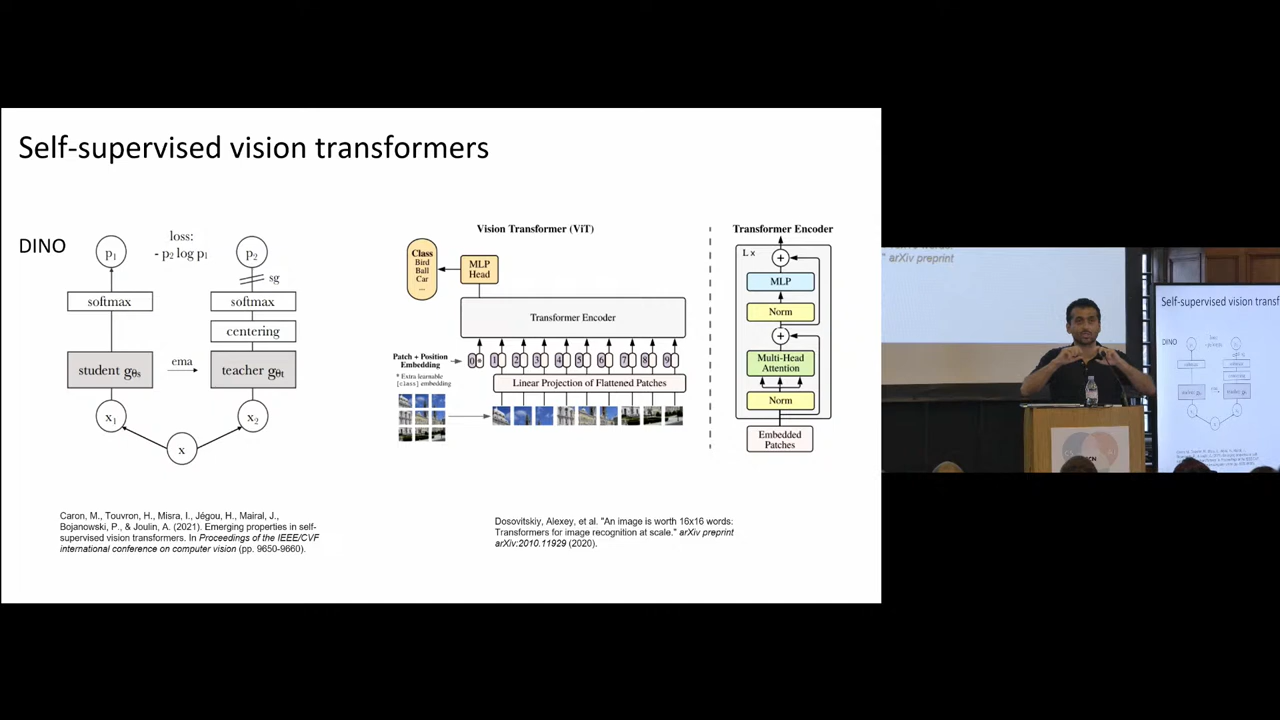 Self-supervised vision transformers
DINO
p1
loss:
- p2 log p1
p2
sg
softmax
softmax
centering
student gθs
ema
teacher gθt
x1
x2
x
Caron, M., Touvron, H., Misra, I., Jégou, H., Mairal, J.,
Bojanowski, P., & Joulin, A. (2021). Emerging properties in self-
supervised vision transformers. In Proceedings of the IEEE/CVF
international conference on computer vision (pp. 9650-9660).
Vision Transformer (ViT)
Class
Bird
Ball
Car
...
MLP
Head
Transformer Encoder
Patch + Position
Embedding
* Extra learnable
[class] embedding
0 * 1 2 3 4 5 6 7 8 9
Linear Projection of Flattened Patches
Transformer Encoder
L x
+
MLP
Norm
+
Multi-Head
Attention
Norm
Embedded
Patches
Dosovitskiy, Alexey, et al. "An image is worth 16x16 words:
Transformers for image recognition at scale." arXiv preprint
arXiv:2010.11929 (2020).
" arXiv preprint
Self-supervised vision transf
DINO